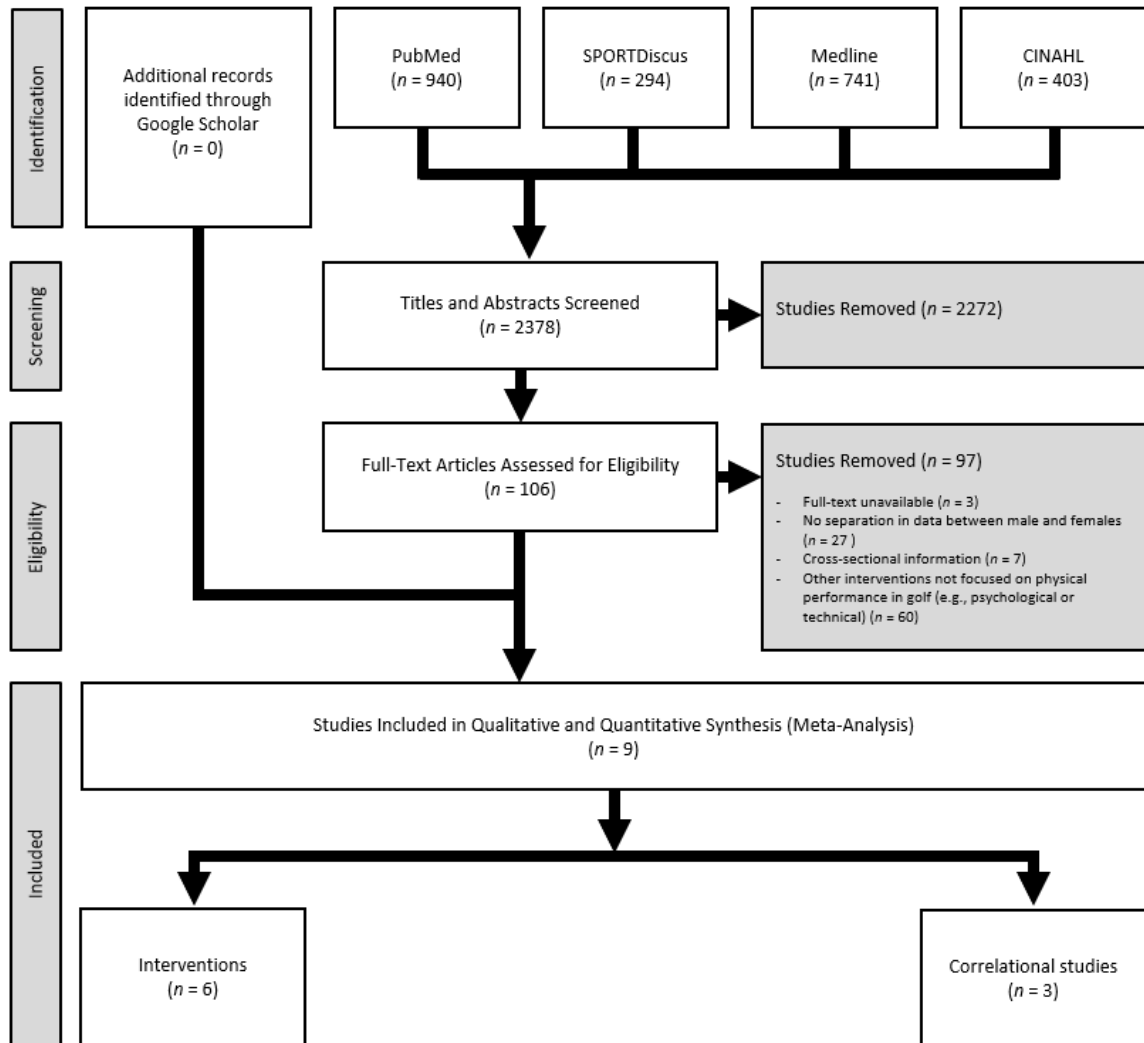 Identification
Additional records
identified through
Google Scholar
(n = 0)
PubMed
(n = 940)
SPORTDiscus
(n = 294)
Medline
(n = 741)
CINAHL
(n = 403)
Screening
Titles and Abstracts Screened
(n = 2378)
Studies Removed (n = 2272)
Eligibility
Full-Text Articles Assessed for Eligibility
(n = 106)
Studies Removed (n = 97)
- Full-text unavailable (n = 3)
- No separation in data between male and females
(n = 27 )
- Cross-sectional information (n = 7)
- Other interventions not focused on physical
performance in golf (e.g., psychological or
technical) (n = 60)
Included
Studies Included in Qualitative and Quantitative Synthesis (Meta-Analysis)
(n = 9)
Interventions
(n = 6)
Correlational studies
(n = 3)